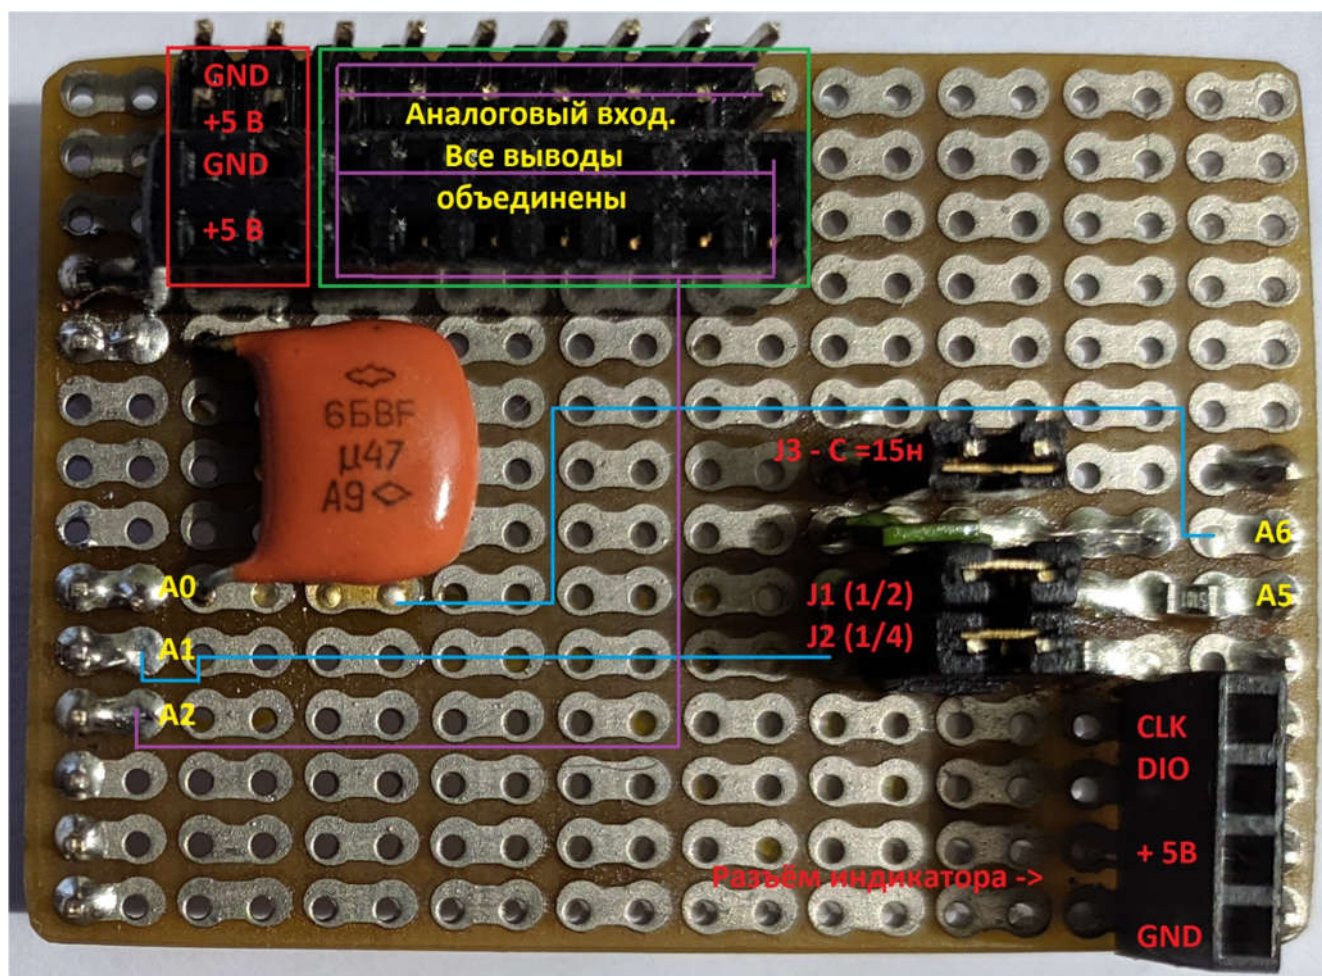 GND
+5 В
GND
+5 В
Аналоговый вход.
Все выводы
объединены
6БВF
µ47
А9
J3 - C =15н
A6
A0
J1 (1/2)
A5
A1
J2 (1/4)
A2
CLK
DIO
+ 5В
Разъём индикатора ->
GND